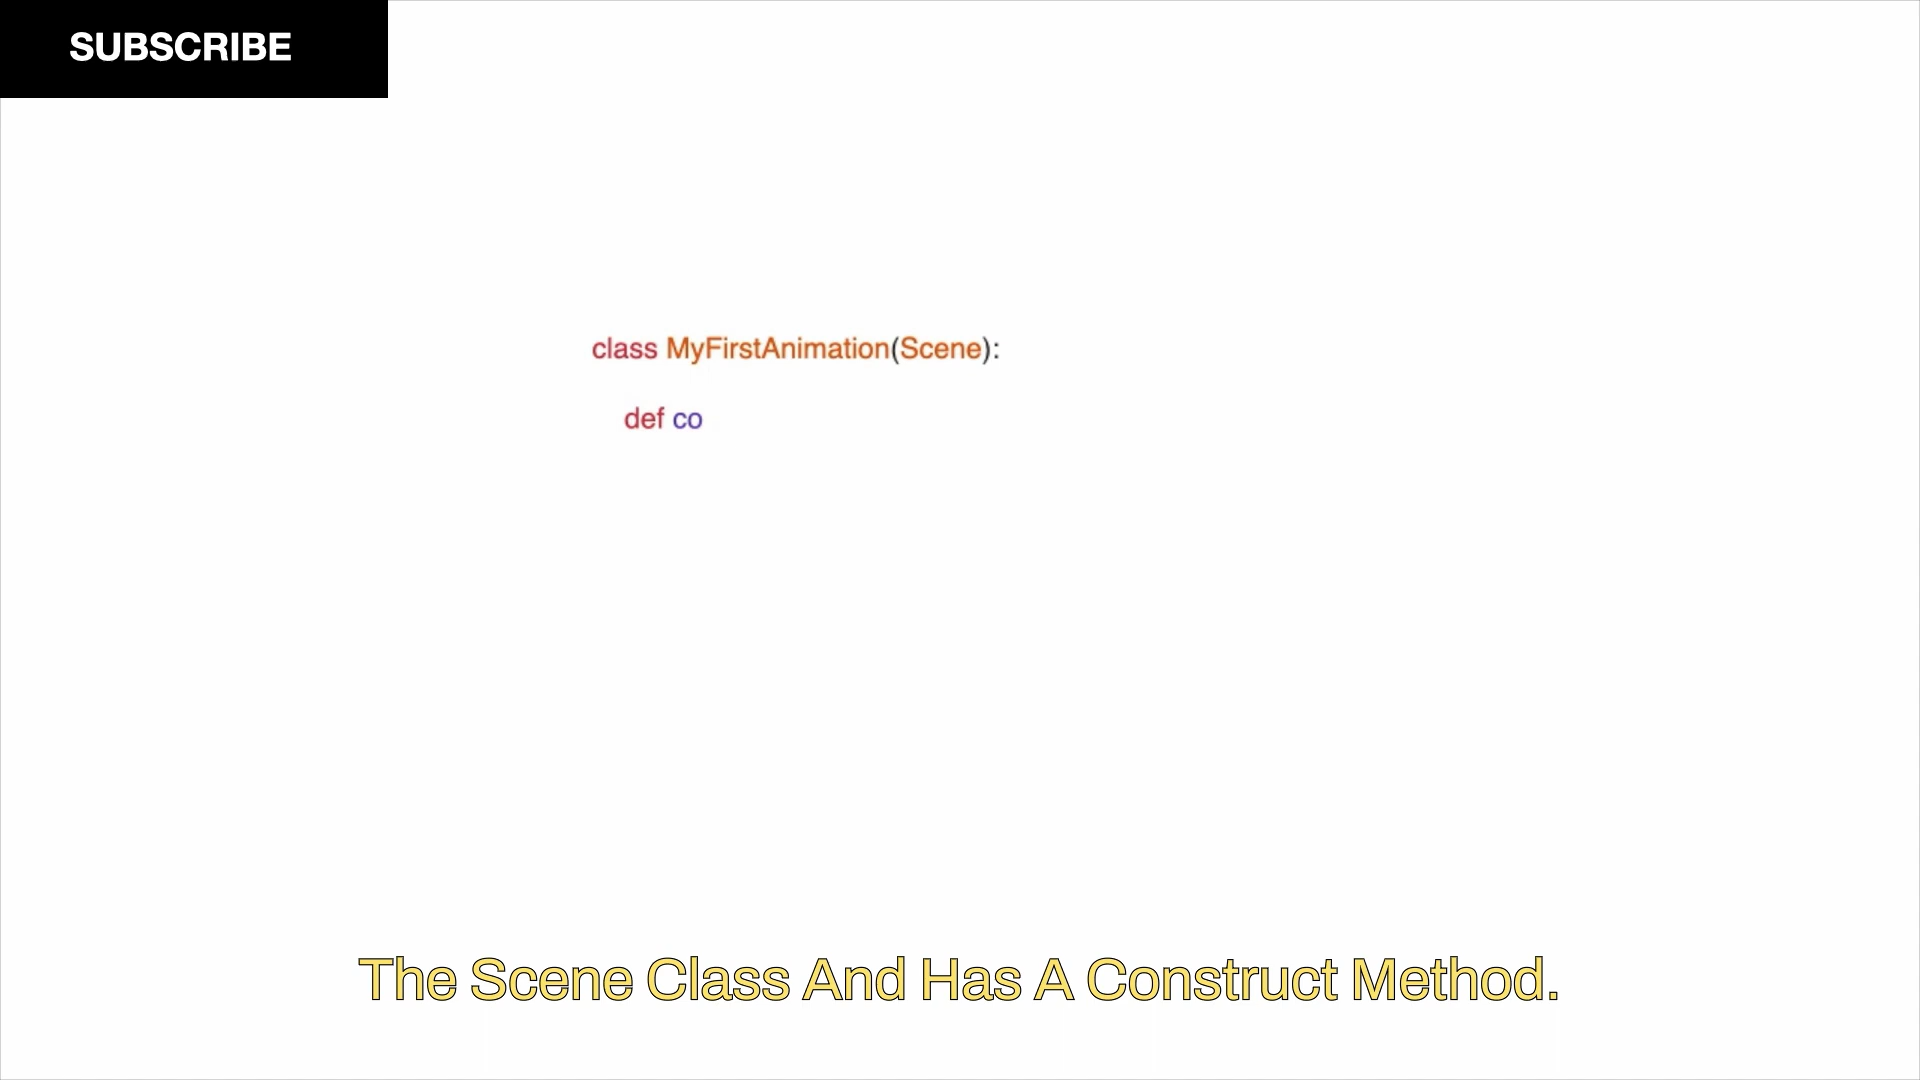 SUBSCRIBE
class MyFirstAnimation(Scene):
def co
The Scene Class And Has A Construct Method.